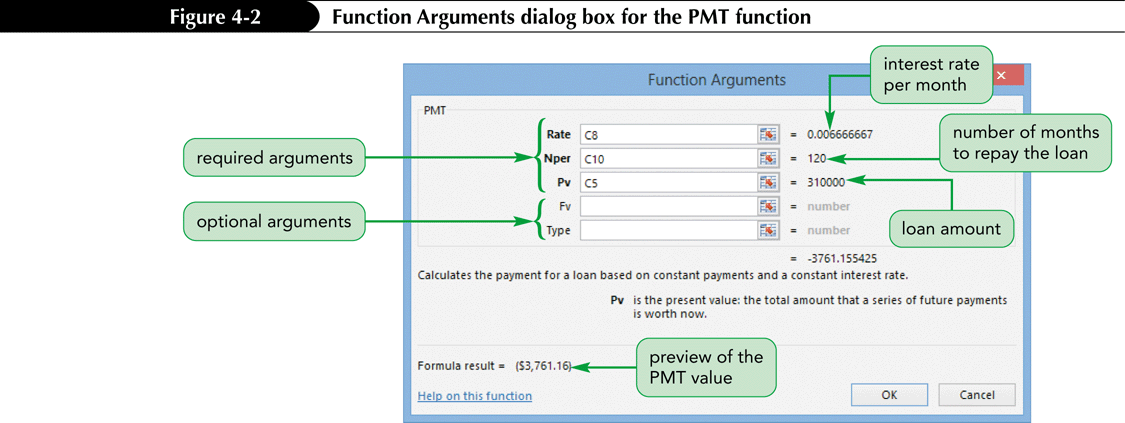 Figure 4-2 Function Arguments dialog box for the PMT function
Function Arguments
interest rate
per month
PMT
Rate C8 = 0.006666667
required arguments
Nper C10 = 120
number of months
to repay the loan
Pv C5 = 310000
optional arguments
Fv = number
Type = number
loan amount
= -3761.155425
Calculates the payment for a loan based on constant payments and a constant interest rate.
Pv is the present value: the total amount that a series of future payments
is worth now.
Formula result = ($3,761.16)
preview of the
PMT value
Help on this function
OK Cancel